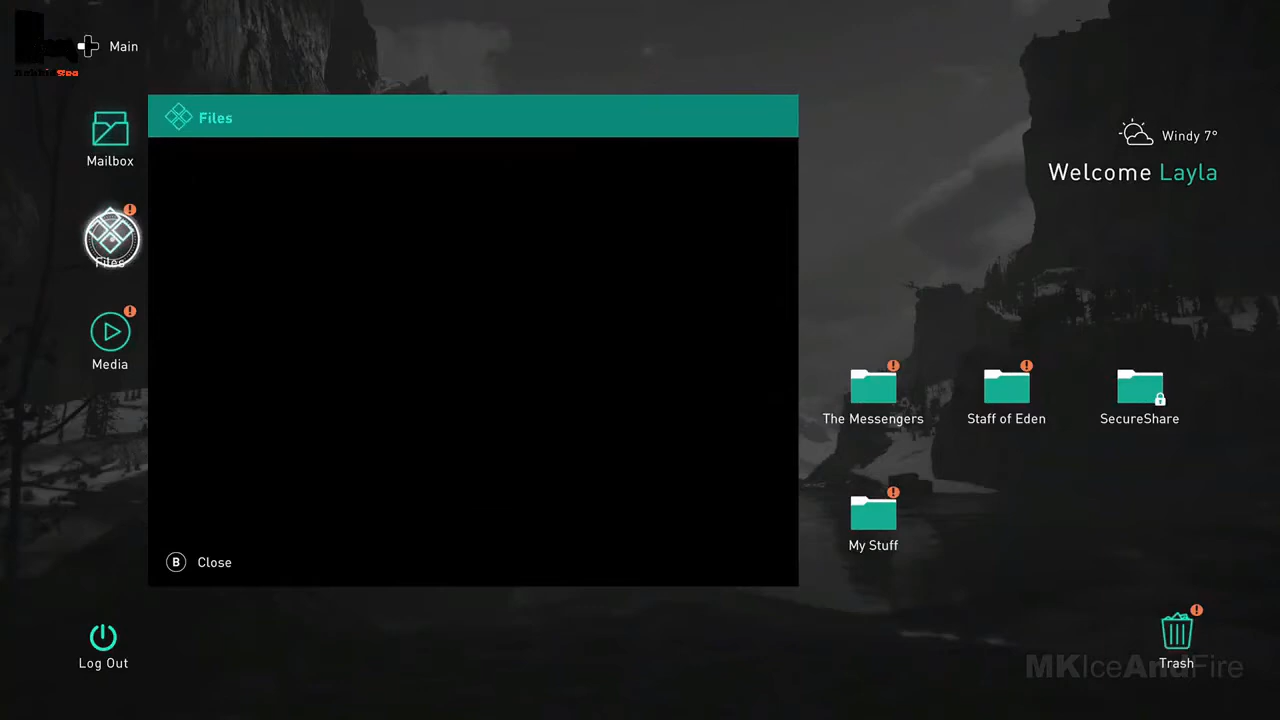 Main
Files
Mailbox
Windy 7°
Welcome Layla
Files
Media
The Messengers
Staff of Eden
SecureShare
My Stuff
B Close
Log Out
Trash
MKIceAndFire